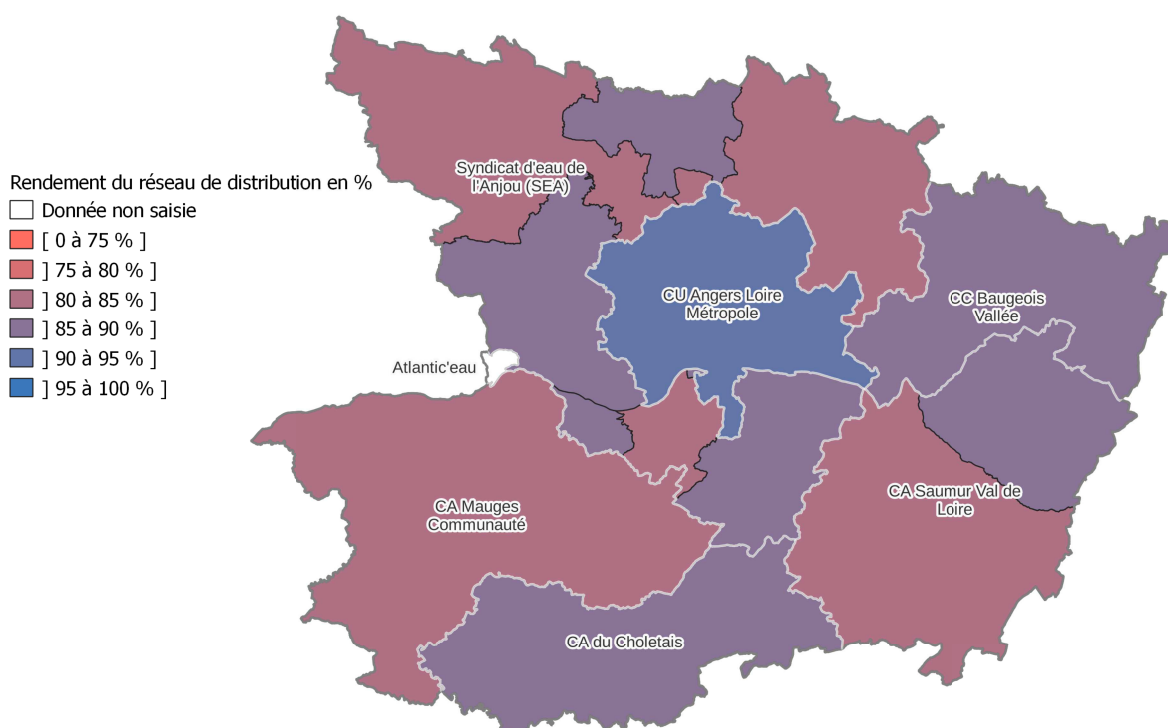 Rendement du réseau de distribution en %
Donnée non saisie
[ 0 à 75 % ]
] 75 à 80 % ]
] 80 à 85 % ]
] 85 à 90 % ]
] 90 à 95 % ]
] 95 à 100 % ]
Syndicat d'eau de
l'Anjou (SEA)
CU Angers Loire
Métropole
CC Baugeois
Vallée
Atlantic'eau
CA Mauges
Communauté
CA Saumur Val de
Loire
CA du Choletais